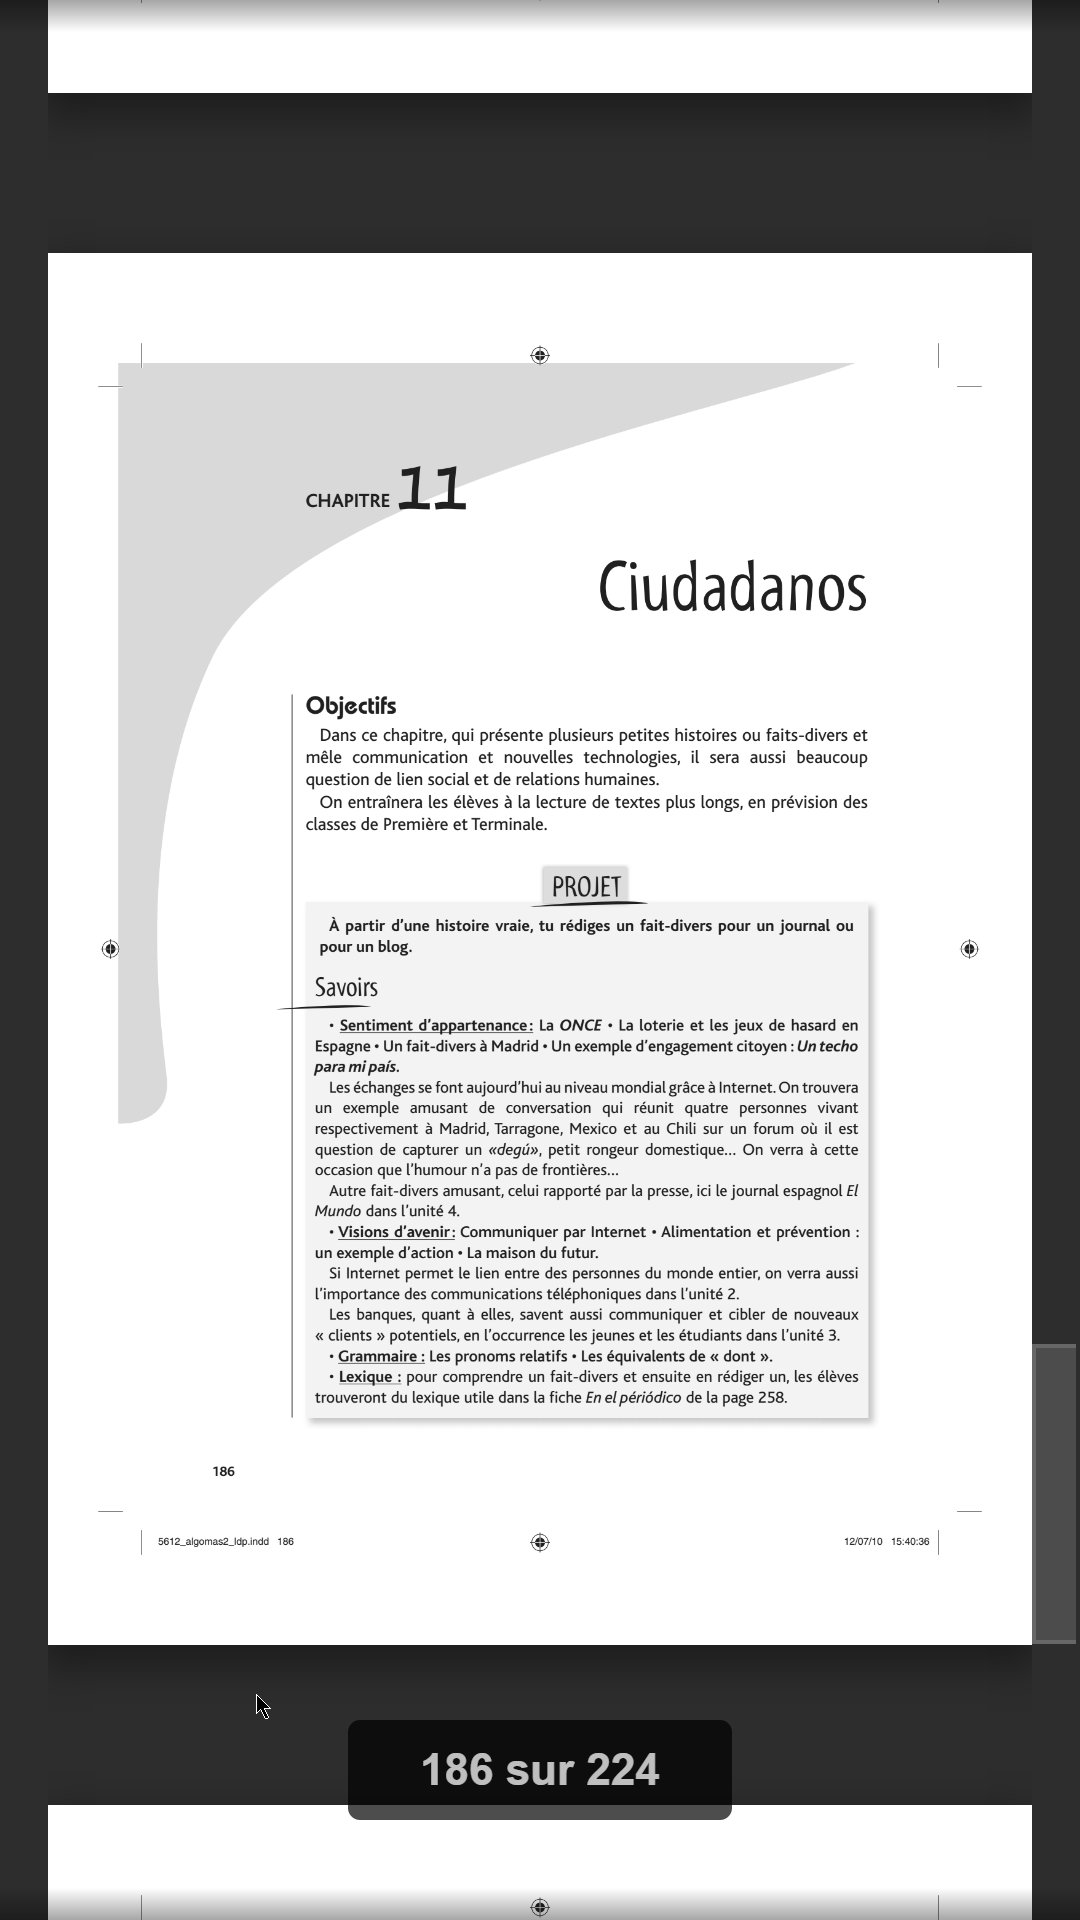 CHAPITRE 11
Ciudadanos
Objectifs
Dans ce chapitre, qui présente plusieurs petites histoires ou faits-divers et
mêle communication et nouvelles technologies, il sera aussi beaucoup
question de lien social et de relations humaines.
On entraînera les élèves à la lecture de textes plus longs, en prévision des
classes de Première et Terminale.
PROJET
À partir d'une histoire vraie, tu rédiges un fait-divers pour un journal ou
pour un blog.
Savoirs
• Sentiment d'appartenance : La ONCE • La loterie et les jeux de hasard en
Espagne • Un fait-divers à Madrid • Un exemple d'engagement citoyen : Un techo
para mi país.
Les échanges se font aujourd'hui au niveau mondial grâce à Internet. On trouvera
un exemple amusant de conversation qui réunit quatre personnes vivant
respectivement à Madrid, Tarragone, Mexico et au Chili sur un forum où il est
question de capturer un «degú», petit rongeur domestique... On verra à cette
occasion que l'humour n'a pas de frontières...
Autre fait-divers amusant, celui rapporté par la presse, ici le journal espagnol El
Mundo dans l'unité 4.
• Visions d'avenir : Communiquer par Internet • Alimentation et prévention :
un exemple d'action • La maison du futur.
Si Internet permet le lien entre des personnes du monde entier, on verra aussi
l'importance des communications téléphoniques dans l'unité 2.
Les banques, quant à elles, savent aussi communiquer et cibler de nouveaux
« clients » potentiels, en l'occurrence les jeunes et les étudiants dans l'unité 3.
• Grammaire : Les pronoms relatifs • Les équivalents de « dont ».
• Lexique : pour comprendre un fait-divers et ensuite en rédiger un, les élèves
trouveront du lexique utile dans la fiche En el périódico de la page 258.
186
5612_algomas2_ldp.indd 186
12/07/10 15:40:36
186 sur 224